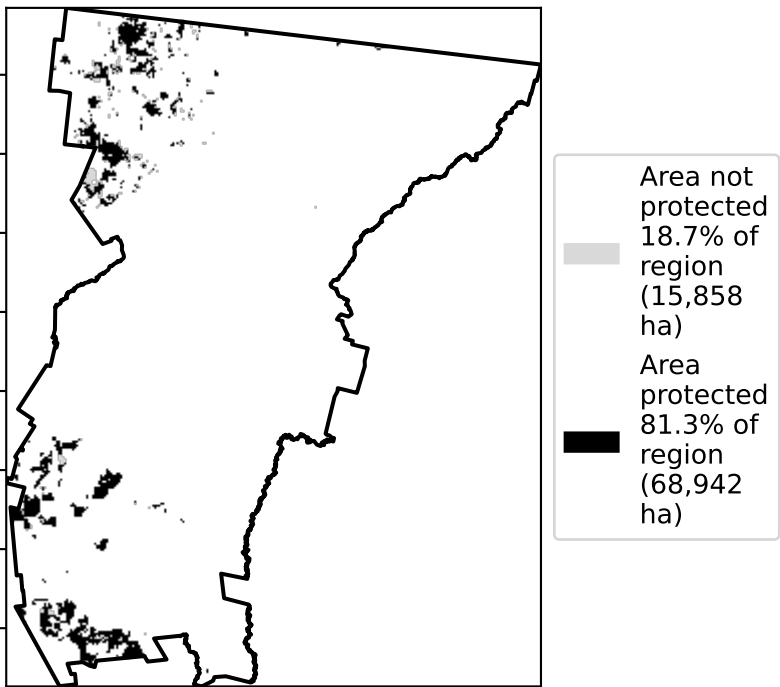 Area not
protected
18.7% of
region
(15,858
ha)
Area
protected
81.3% of
region
(68,942
ha)